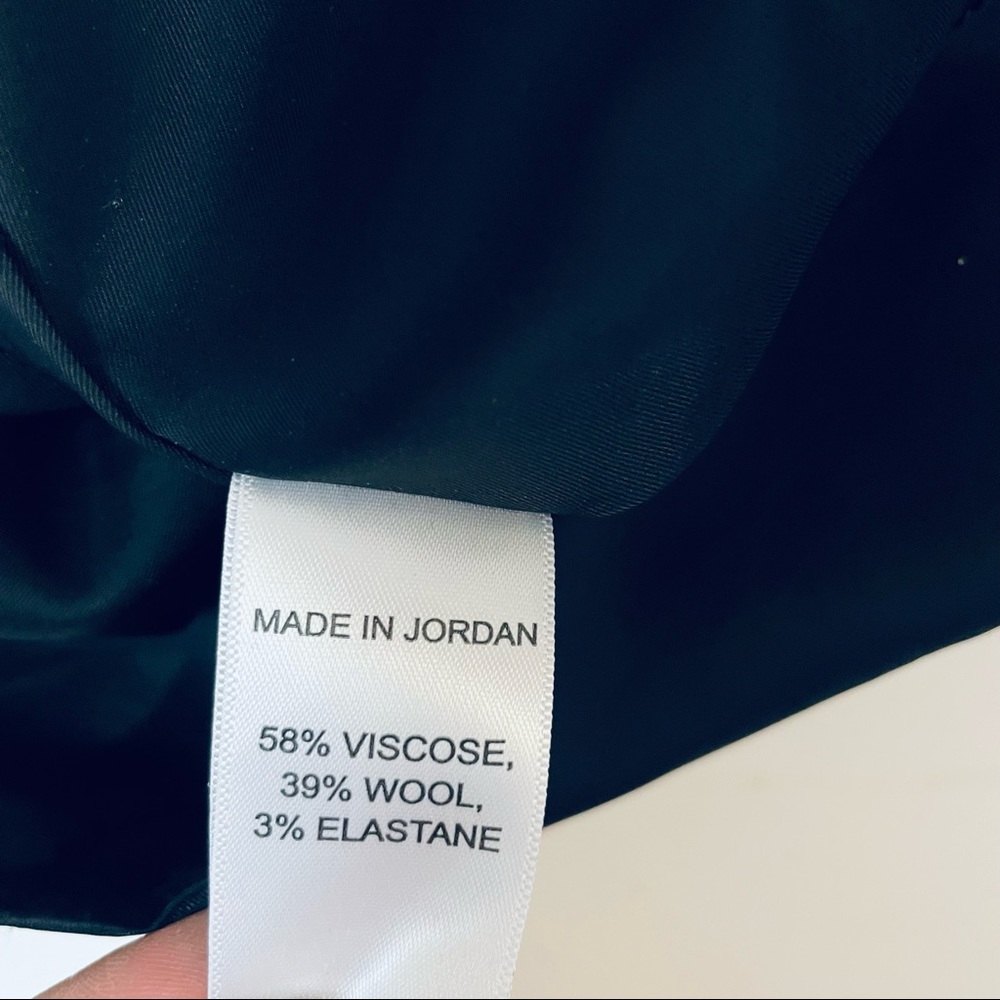 MADE IN JORDAN
58% VISCOSE,
39% WOOL,
3% ELASTANE